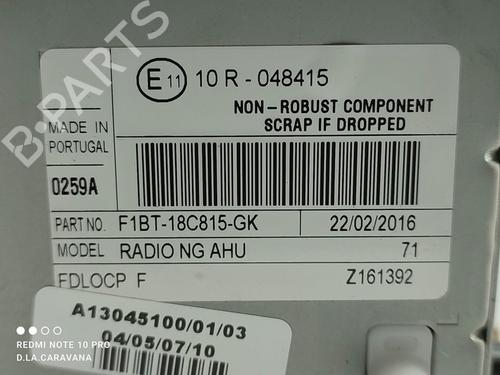 E11 10 R - 048415
NON-ROBUST COMPONENT
SCRAP IF DROPPED
MADE IN
PORTUGAL
0259A
PART NO. F1BT-18C815-GK 22/02/2016
MODEL RADIO NG AHU 71
FDLOCP F Z161392
A13045100/01/03
04/05/07/10
REDMI NOTE 10 PRO
D.LA.CARAVANA
B-PARTS